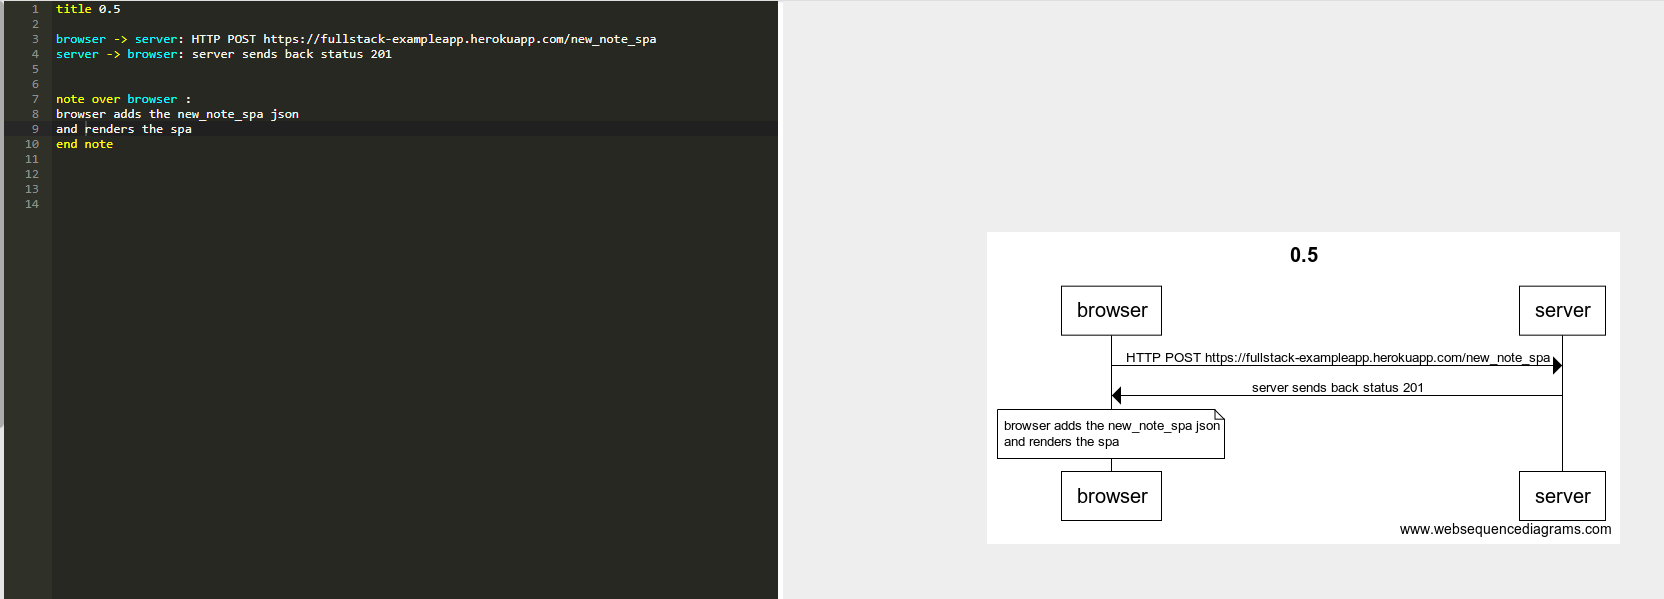 1 title 0.5
2
3 browser -> server: HTTP POST https://fullstack-exampleapp.herokuapp.com/new_note_spa
4 server -> browser: server sends back status 201
5
6
7 note over browser :
8 browser adds the new_note_spa json
9 and renders the spa
10 end note
11
12
13
14
0.5
browser server
HTTP POST https://fullstack-exampleapp.herokuapp.com/new_note_spa
server sends back status 201
browser adds the new_note_spa json
and renders the spa
browser server
www.websequencediagrams.com